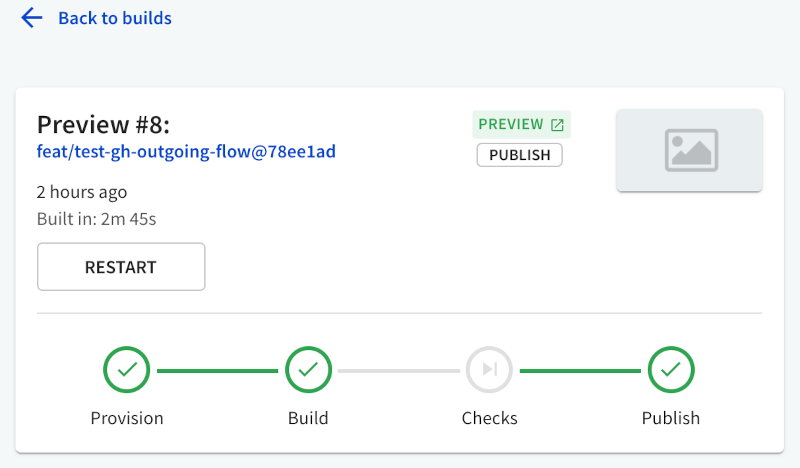 Back to builds
Preview #8:
feat/test-gh-outgoing-flow@78ee1ad
PREVIEW
PUBLISH
2 hours ago
Built in: 2m 45s
RESTART
Provision
Build
Checks
Publish